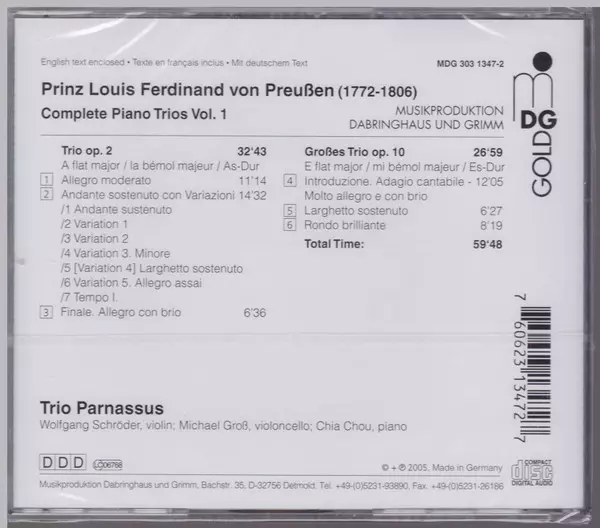 English text enclosed • Texte en français inclus • Mit deutschem Text
MDG 303 1347-2
Prinz Louis Ferdinand von Preußen (1772-1806)
Complete Piano Trios Vol. 1
MUSIKPRODUKTION
DABRINGHAUS UND GRIMM
m
DG
GOLD
Trio op. 2 32'43
A flat major / la bémol majeur / As-Dur
1 Allegro moderato 11'14
2 Andante sostenuto con Variazioni 14'32
/1 Andante sustenuto
/2 Variation 1
/3 Variation 2
/4 Variation 3. Minore
/5 [Variation 4] Larghetto sostenuto
/6 Variation 5. Allegro assai
/7 Tempo I.
3 Finale. Allegro con brio 6'36
Großes Trio op. 10 26'59
E flat major / mi bémol majeur / Es-Dur
4 Introduzione. Adagio cantabile - 12'05
Molto allegro e con brio
5 Larghetto sostenuto 6'27
6 Rondo brilliante 8'19
Total Time: 59'48
7 60623 13472 7
Trio Parnassus
Wolfgang Schröder, violin; Michael Groß, violoncello; Chia Chou, piano
DDD
LC 06768
© + ℗ 2005, Made in Germany
COMPACT
disc
DIGITAL AUDIO
Musikproduktion Dabringhaus und Grimm, Bachstr. 35, D-32756 Detmold, Tel. +49-(0)5231-93890, Fax +49-(0)5231-26186